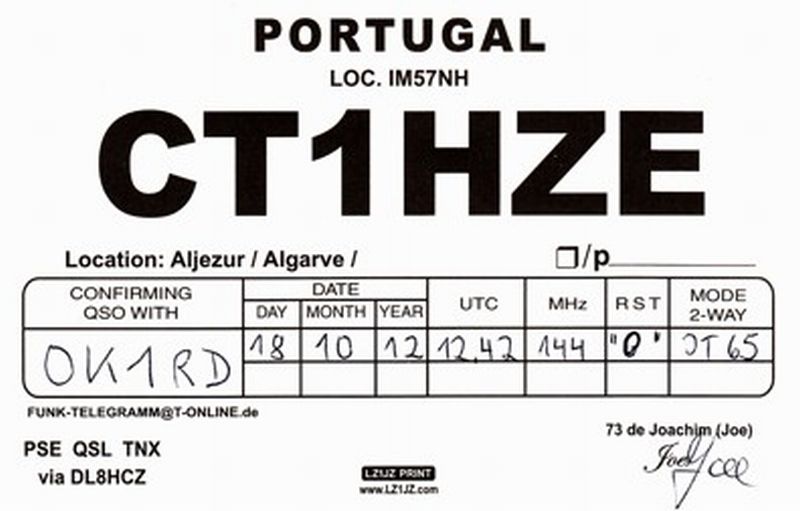 PORTUGAL
LOC. IM57NH
CT1HZE
Location: Aljezur / Algarve /
❒/p
CONFIRMING QSO WITH DATE UTC MHz RST MODE 2-WAY
DAY MONTH YEAR
OK1RD 18 10 12 12.42 144 "O" JT65
FUNK-TELEGRAMM@T-ONLINE.de
73 de Joachim (Joe)
PSE QSL TNX
via DL8HCZ
Joe Joe
LZ1JZ PRINT
www.LZ1JZ.com